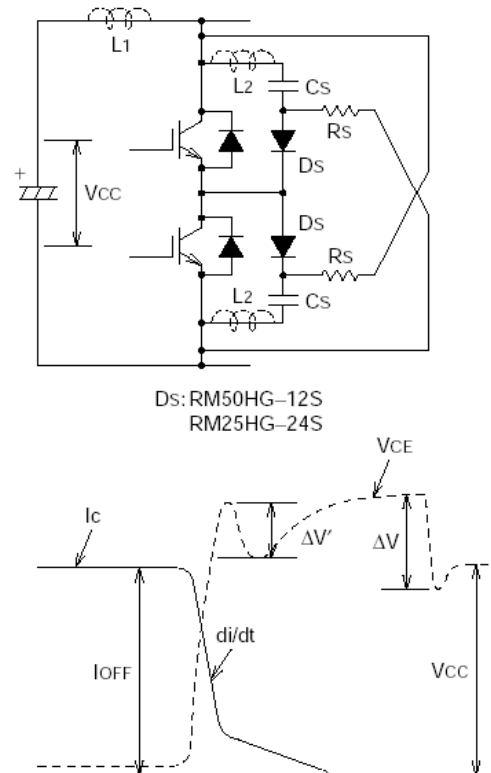 L1
L2
CS
RS
DS
+
VCC
DS
RS
L2
CS
DS: RM50HG–12S
RM25HG–24S
VCE
IC
ΔV′
ΔV
di/dt
IOFF
VCC